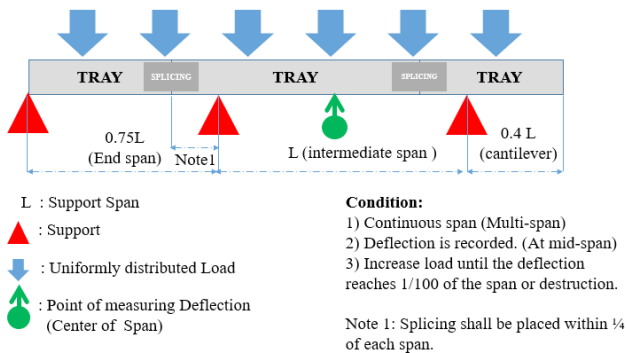 TRAY
SPLICING
TRAY
SPLICING
TRAY
0.75L
(End span)
Note1
L (intermediate span )
0.4 L
(cantilever)
L : Support Span
: Support
: Uniformly distributed Load
: Point of measuring Deflection
(Center of Span)
Condition:
1) Continuous span (Multi-span)
2) Deflection is recorded. (At mid-span)
3) Increase load until the deflection
reaches 1/100 of the span or destruction.
Note 1: Splicing shall be placed within ¼
of each span.